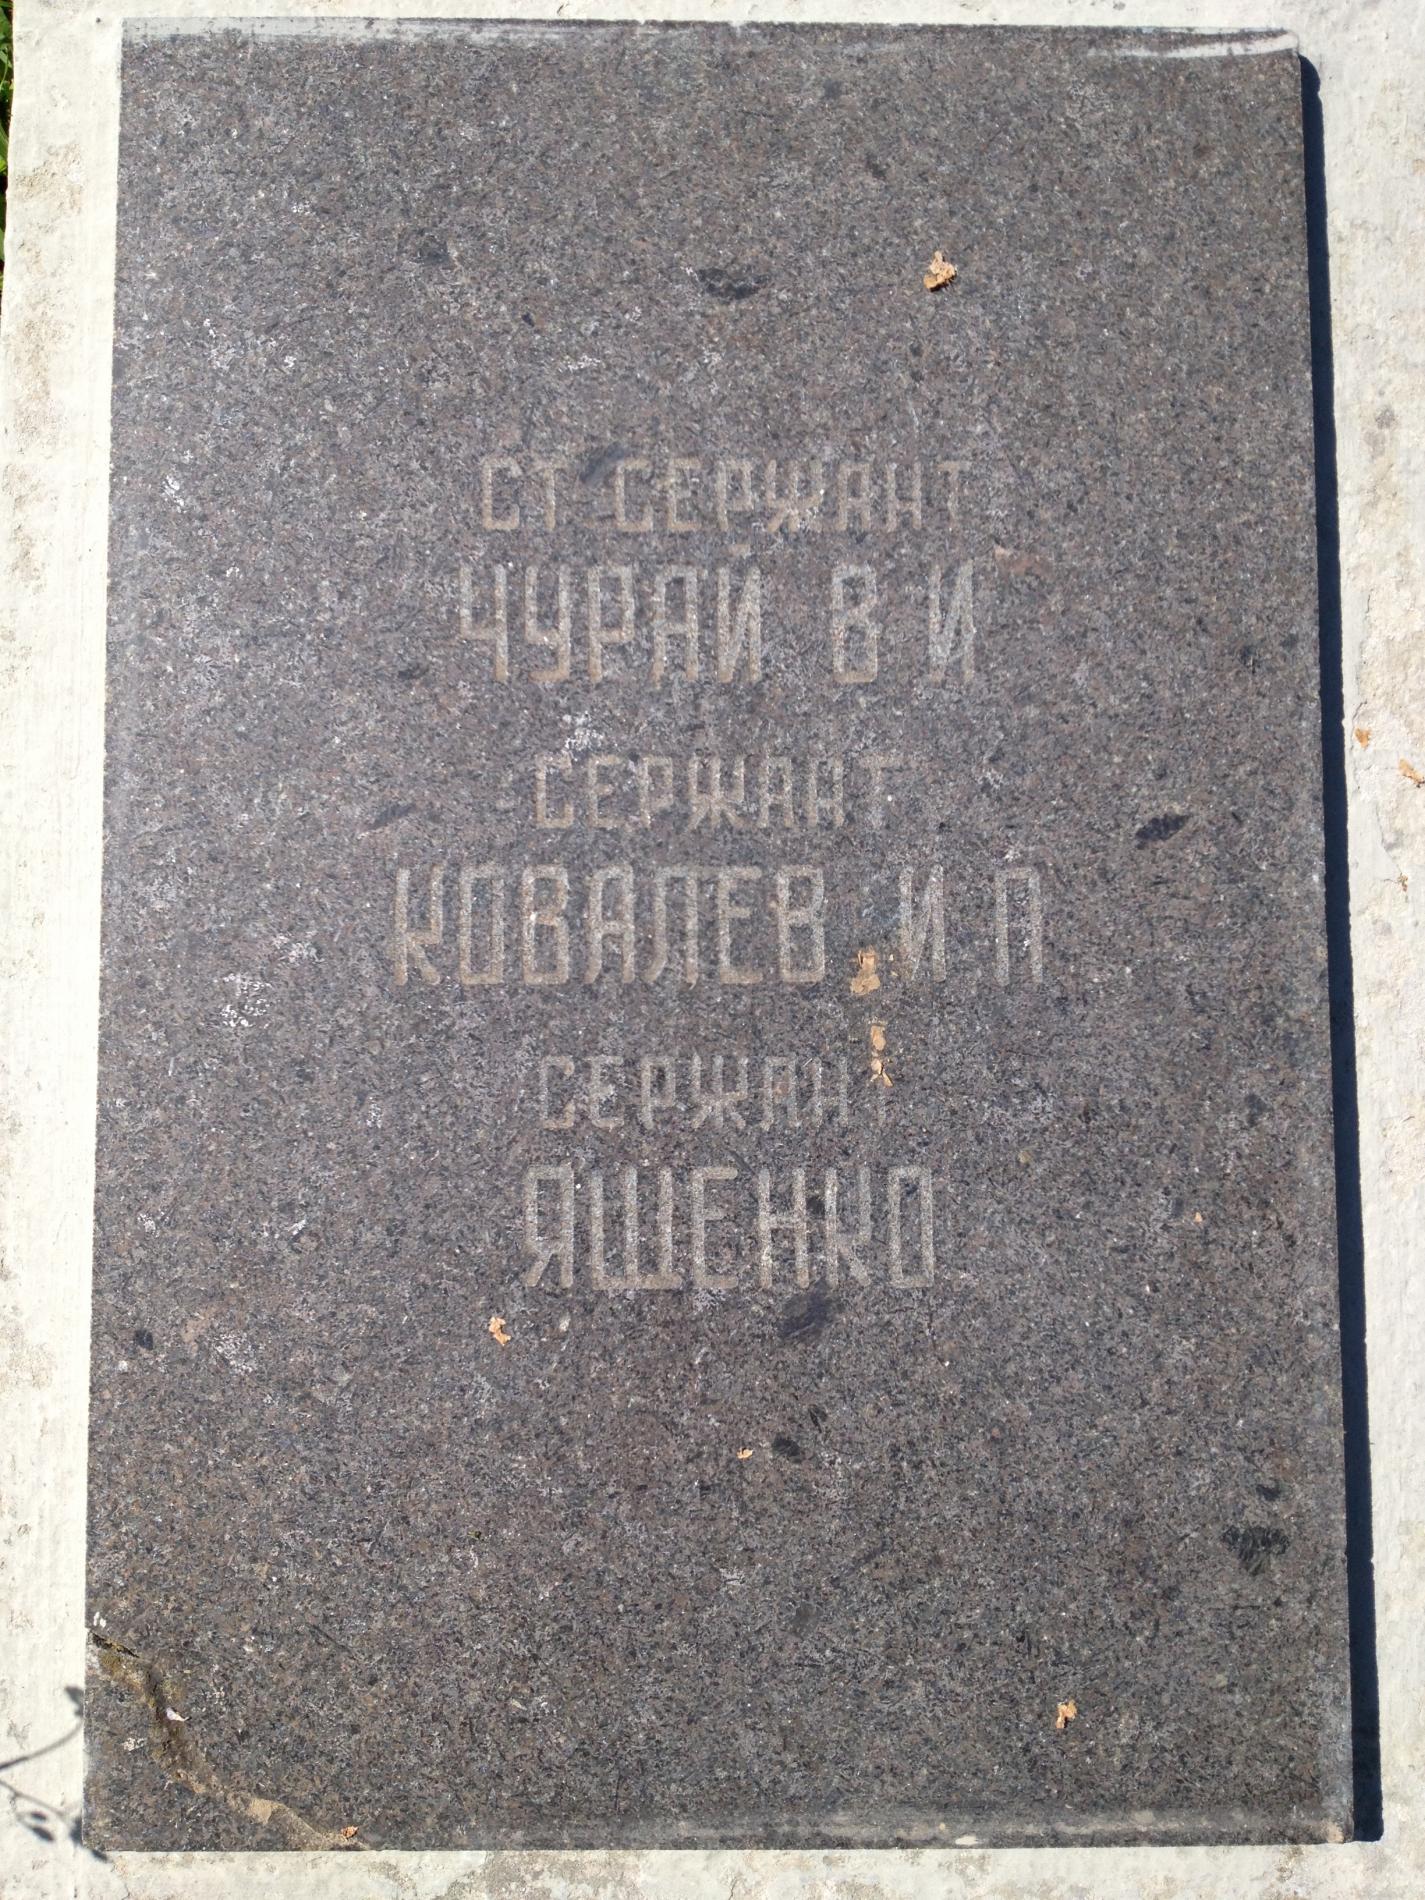 СТ СЕРЖАНТ
ЧУРАЙ В И
СЕРЖАНТ
КОВАЛЕВ И П
СЕРЖАНТ
ЯЩЕНКО